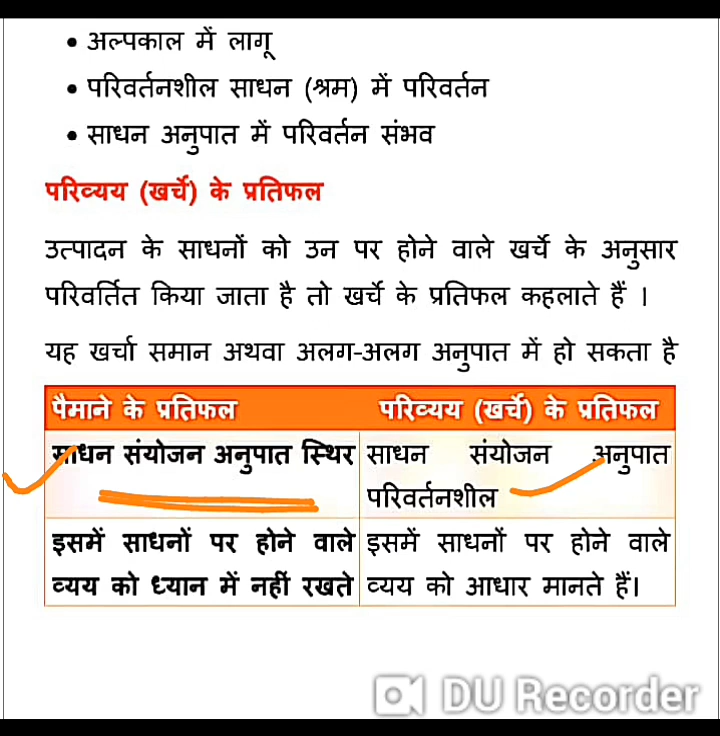 • अल्पकाल में लागू
• परिवर्तनशील साधन (श्रम) में परिवर्तन
• साधन अनुपात में परिवर्तन संभव
परिव्यय (खर्चे) के प्रतिफल
उत्पादन के साधनों को उन पर होने वाले खर्चे के अनुसार
परिवर्तित किया जाता है तो खर्चे के प्रतिफल कहलाते हैं ।
यह खर्चा समान अथवा अलग-अलग अनुपात में हो सकता है
पैमाने के प्रतिफल
परिव्यय (खर्चे) के प्रतिफल
साधन संयोजन अनुपात स्थिर
साधन संयोजन अनुपात
परिवर्तनशील
इसमें साधनों पर होने वाले
व्यय को ध्यान में नहीं रखते
इसमें साधनों पर होने वाले
व्यय को आधार मानते हैं।
DU Recorder